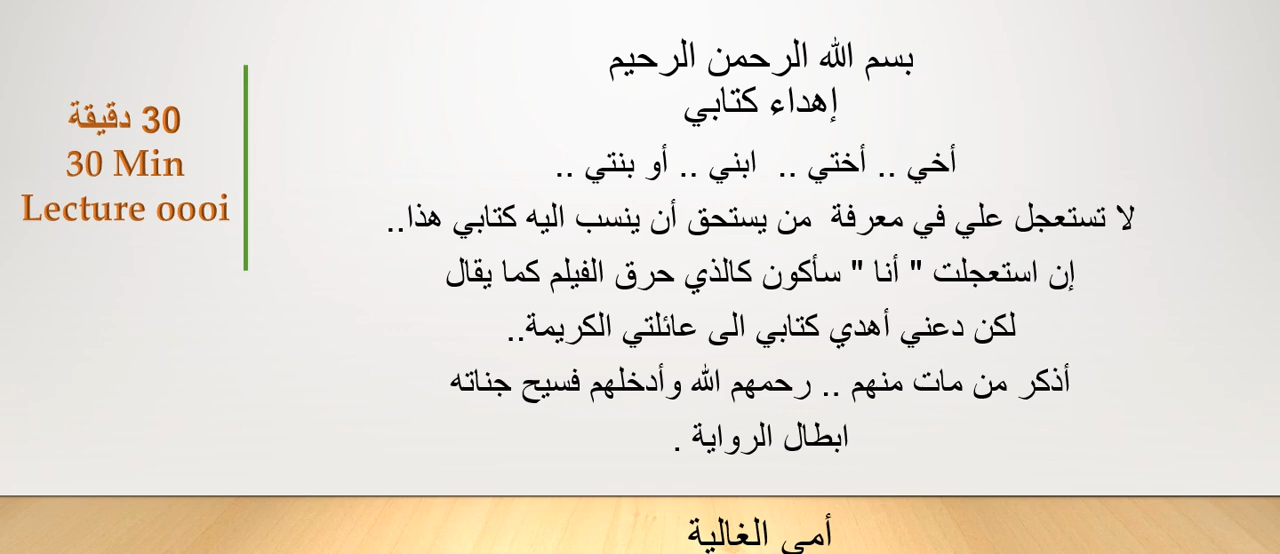 بسم الله الرحمن الرحيم
إهداء كتابي
أخي .. أختي .. ابني .. أو بنتي ..
لا تستعجل علي في معرفة من يستحق أن ينسب اليه كتابي هذا..
إن استعجلت " أنا " سأكون كالذي حرق الفيلم كما يقال
لكن دعني أهدي كتابي الى عائلتي الكريمة..
أذكر من مات منهم .. رحمهم الله وأدخلهم فسيح جناته
ابطال الرواية .
أمي الغالية
30 دقيقة
30 Min
Lecture oooi